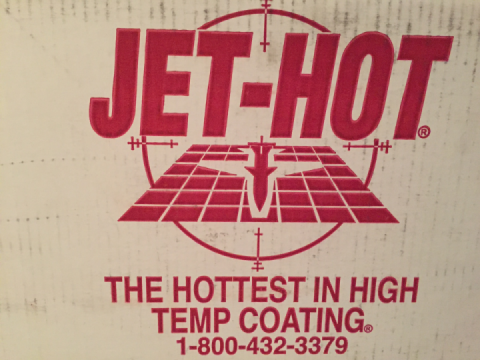 JET-HOT®
THE HOTTEST IN HIGH
TEMP COATING®
1-800-432-3379